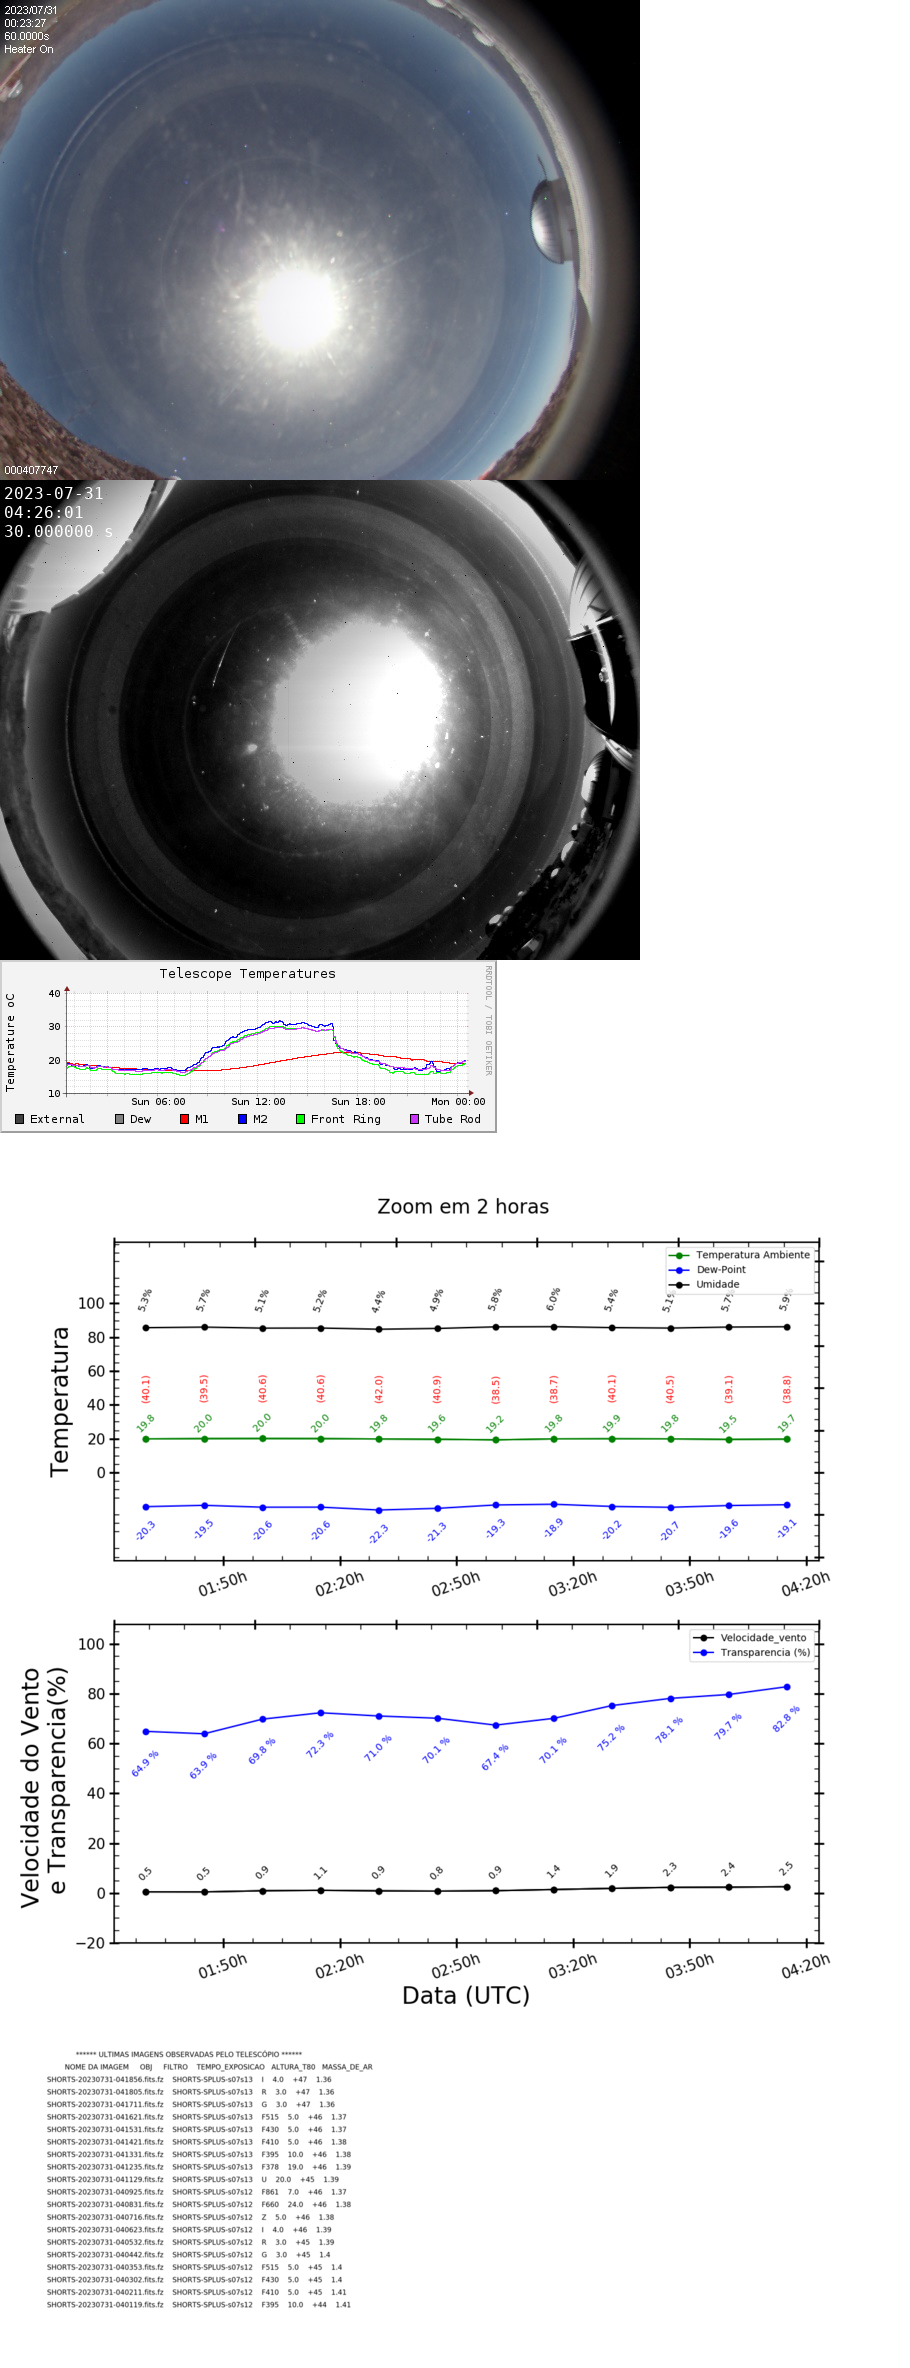 2023/07/31
00:23:27
60.0000s
Heater On
000407747
2023-07-31
04:26:01
30.000000 s
Telescope Temperatures
RRDTOOL / TOBI OETIKER
Temperature oC
40
30
20
10
Sun 06:00 Sun 12:00 Sun 18:00 Mon 00:00
External Dew M1 M2 Front Ring Tube Rod
Zoom em 2 horas
Temperatura Ambiente
Dew-Point
Umidade
5.3% 5.7% 5.1% 5.2% 4.4% 4.9% 5.8% 6.0% 5.4% 5.1% 5.7% 5.9%
Temperatura
100
80
60
40
20
0
(40.1) (39.5) (40.6) (40.6) (42.0) (40.9) (38.5) (38.7) (40.1) (40.5) (39.1) (38.8)
19.8 20.0 20.0 20.0 19.8 19.6 19.2 19.8 19.9 19.8 19.5 19.7
-20.3 -19.5 -20.6 -20.6 -22.3 -21.3 -19.3 -18.9 -20.2 -20.7 -19.6 -19.1
01:50h 02:20h 02:50h 03:20h 03:50h 04:20h
Velocidade_vento
Transparencia (%)
Velocidade do Vento
e Transparencia(%)
100
80
60
40
20
0
−20
64.9 % 63.9 % 69.8 % 72.3 % 71.0 % 70.1 % 67.4 % 70.1 % 75.2 % 78.1 % 79.7 % 82.8 %
0.5 0.5 0.9 1.1 0.9 0.8 0.9 1.4 1.9 2.3 2.4 2.5
01:50h 02:20h 02:50h 03:20h 03:50h 04:20h
Data (UTC)
****** ULTIMAS IMAGENS OBSERVADAS PELO TELESCÓPIO ******
NOME DA IMAGEM OBJ FILTRO TEMPO_EXPOSICAO ALTURA_T80 MASSA_DE_AR
SHORTS-20230731-041856.fits.fz SHORTS-SPLUS-s07s13 I 4.0 +47 1.36
SHORTS-20230731-041805.fits.fz SHORTS-SPLUS-s07s13 R 3.0 +47 1.36
SHORTS-20230731-041711.fits.fz SHORTS-SPLUS-s07s13 G 3.0 +47 1.36
SHORTS-20230731-041621.fits.fz SHORTS-SPLUS-s07s13 F515 5.0 +46 1.37
SHORTS-20230731-041531.fits.fz SHORTS-SPLUS-s07s13 F430 5.0 +46 1.37
SHORTS-20230731-041421.fits.fz SHORTS-SPLUS-s07s13 F410 5.0 +46 1.38
SHORTS-20230731-041331.fits.fz SHORTS-SPLUS-s07s13 F395 10.0 +46 1.38
SHORTS-20230731-041235.fits.fz SHORTS-SPLUS-s07s13 F378 19.0 +46 1.39
SHORTS-20230731-041129.fits.fz SHORTS-SPLUS-s07s13 U 20.0 +45 1.39
SHORTS-20230731-040925.fits.fz SHORTS-SPLUS-s07s12 F861 7.0 +46 1.37
SHORTS-20230731-040831.fits.fz SHORTS-SPLUS-s07s12 F660 24.0 +46 1.38
SHORTS-20230731-040716.fits.fz SHORTS-SPLUS-s07s12 Z 5.0 +46 1.38
SHORTS-20230731-040623.fits.fz SHORTS-SPLUS-s07s12 I 4.0 +46 1.39
SHORTS-20230731-040532.fits.fz SHORTS-SPLUS-s07s12 R 3.0 +45 1.39
SHORTS-20230731-040442.fits.fz SHORTS-SPLUS-s07s12 G 3.0 +45 1.4
SHORTS-20230731-040353.fits.fz SHORTS-SPLUS-s07s12 F515 5.0 +45 1.4
SHORTS-20230731-040302.fits.fz SHORTS-SPLUS-s07s12 F430 5.0 +45 1.4
SHORTS-20230731-040211.fits.fz SHORTS-SPLUS-s07s12 F410 5.0 +45 1.41
SHORTS-20230731-040119.fits.fz SHORTS-SPLUS-s07s12 F395 10.0 +44 1.41